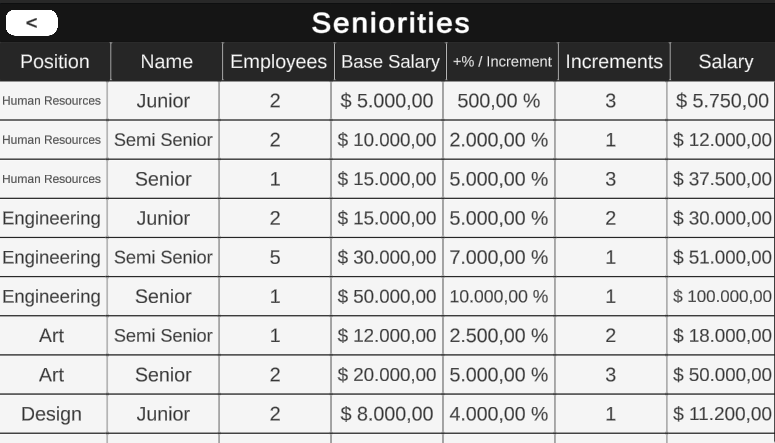 <
Seniorities
Position Name Employees Base Salary +% / Increment Increments Salary
Human Resources Junior 2 $ 5.000,00 500,00 % 3 $ 5.750,00
Human Resources Semi Senior 2 $ 10.000,00 2.000,00 % 1 $ 12.000,00
Human Resources Senior 1 $ 15.000,00 5.000,00 % 3 $ 37.500,00
Engineering Junior 2 $ 15.000,00 5.000,00 % 2 $ 30.000,00
Engineering Semi Senior 5 $ 30.000,00 7.000,00 % 1 $ 51.000,00
Engineering Senior 1 $ 50.000,00 10.000,00 % 1 $ 100.000,00
Art Semi Senior 1 $ 12.000,00 2.500,00 % 2 $ 18.000,00
Art Senior 2 $ 20.000,00 5.000,00 % 3 $ 50.000,00
Design Junior 2 $ 8.000,00 4.000,00 % 1 $ 11.200,00